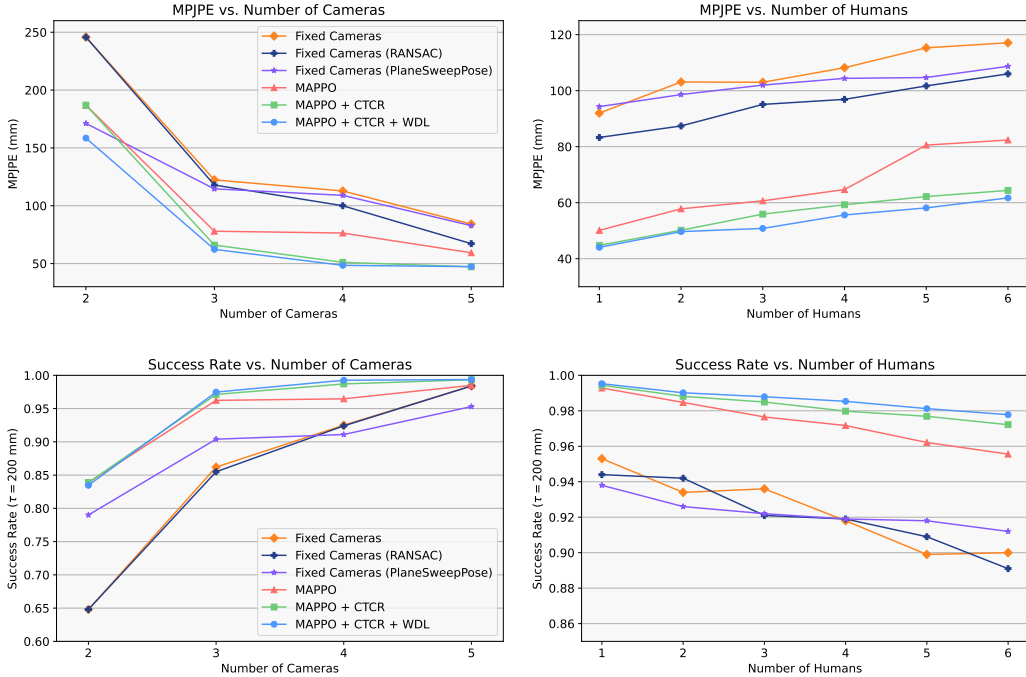 MPJPE vs. Number of Cameras
250
200
150
100
50
MPJPE (mm)
Fixed Cameras
Fixed Cameras (RANSAC)
Fixed Cameras (PlaneSweepPose)
MAPPO
MAPPO + CTCR
MAPPO + CTCR + WDL
2 3 4 5
Number of Cameras
MPJPE vs. Number of Humans
120
100
80
60
40
MPJPE (mm)
1 2 3 4 5 6
Number of Humans
Success Rate vs. Number of Cameras
1.00
0.95
0.90
0.85
0.80
0.75
0.70
0.65
0.60
Success Rate (τ = 200 mm)
Fixed Cameras
Fixed Cameras (RANSAC)
Fixed Cameras (PlaneSweepPose)
MAPPO
MAPPO + CTCR
MAPPO + CTCR + WDL
2 3 4 5
Number of Cameras
Success Rate vs. Number of Humans
1.00
0.98
0.96
0.94
0.92
0.90
0.88
0.86
Success Rate (τ = 200 mm)
1 2 3 4 5 6
Number of Humans